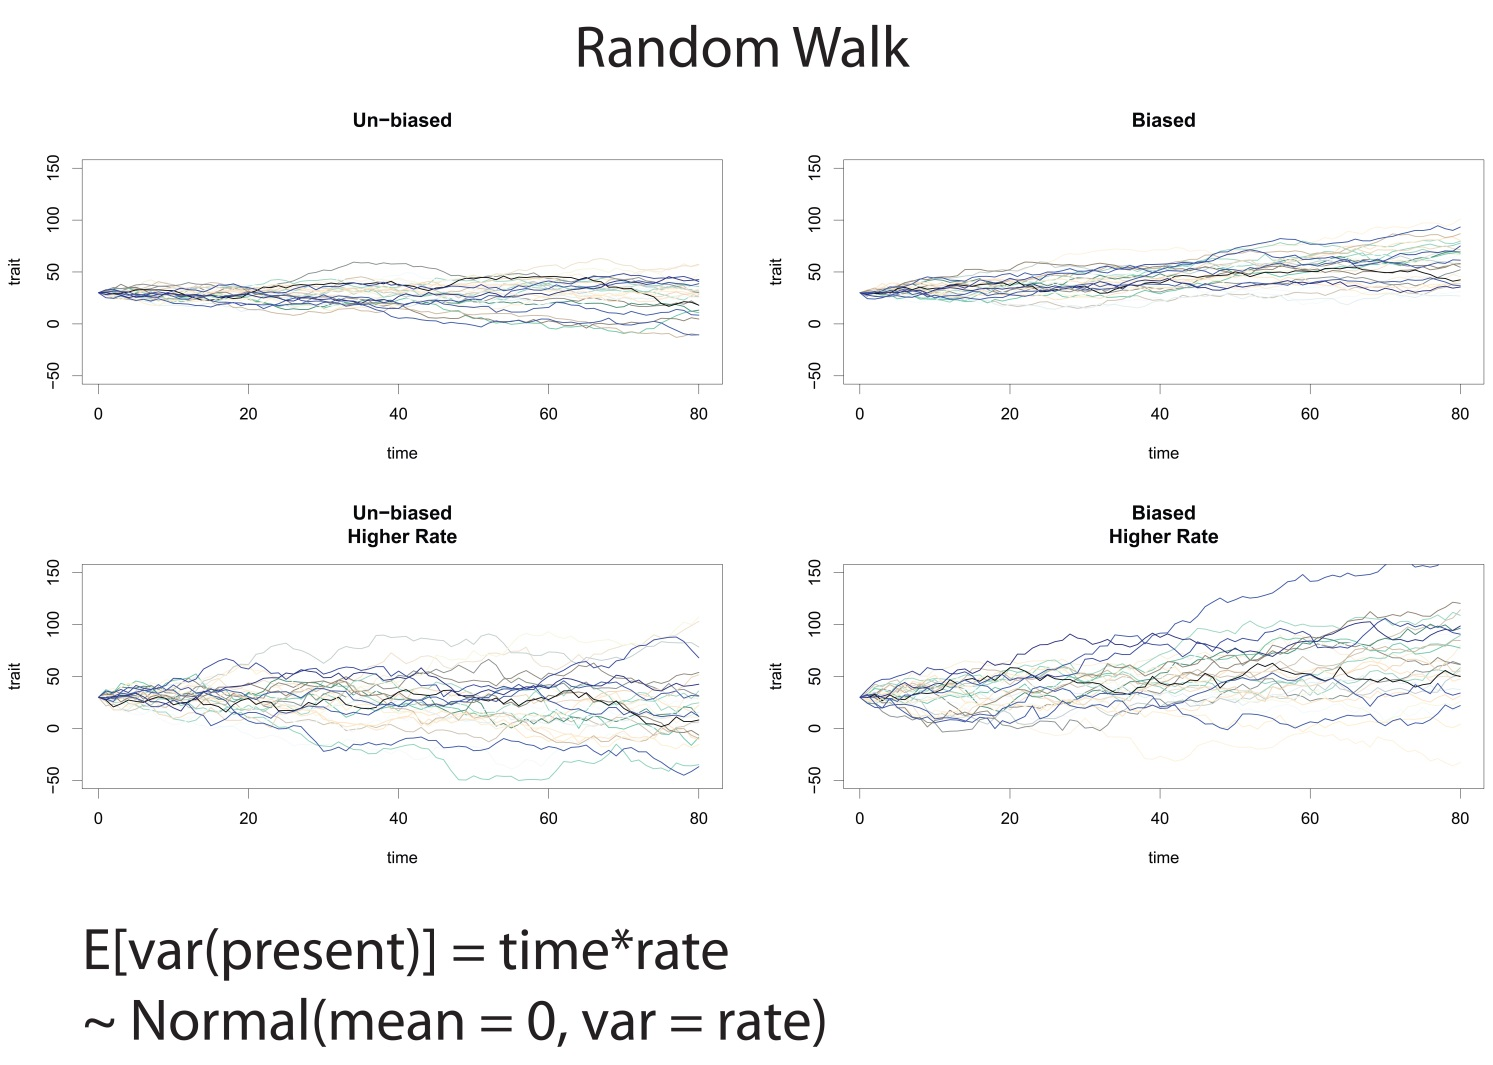 Random Walk
Un−biased
150
100
50
0
−50
trait
0 20 40 60 80
time
Biased
150
100
50
0
−50
trait
0 20 40 60 80
time
Un−biased
Higher Rate
150
100
50
0
−50
trait
0 20 40 60 80
time
Biased
Higher Rate
150
100
50
0
−50
trait
0 20 40 60 80
time
E[var(present)] = time*rate
~ Normal(mean = 0, var = rate)